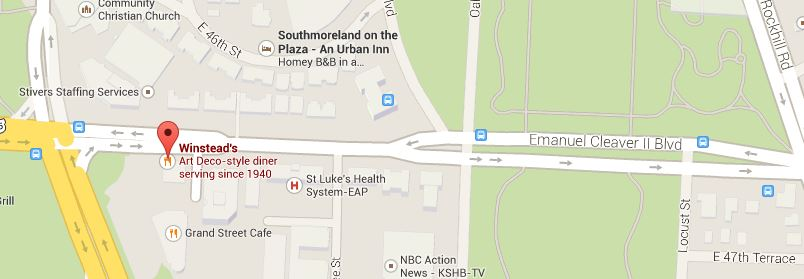 Community
Christian Church
E 46th St
Southmoreland on the
Plaza - An Urban Inn
Homey B&B in a...
Stivers Staffing Services
Winstead's
Art Deco-style diner
serving since 1940
St Luke's Health
System-EAP
Grand Street Cafe
NBC Action
News - KSHB-TV
Emanuel Cleaver II Blvd
Rockhill Rd
Locust St
E 47th Terrace
Grill
Blvd
Oa
H